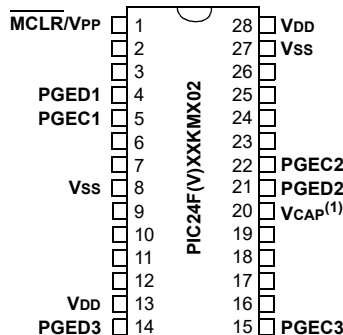 MCLR/VPP 1 28 VDD
2 27 VSS
3 26
PGED1 4 25
PGEC1 5 24
6 23
7 22 PGEC2
VSS 8 21 PGED2
9 20 VCAP(1)
10 19
11 18
12 17
VDD 13 16
PGED3 14 15 PGEC3
PIC24F(V)XXKMX02